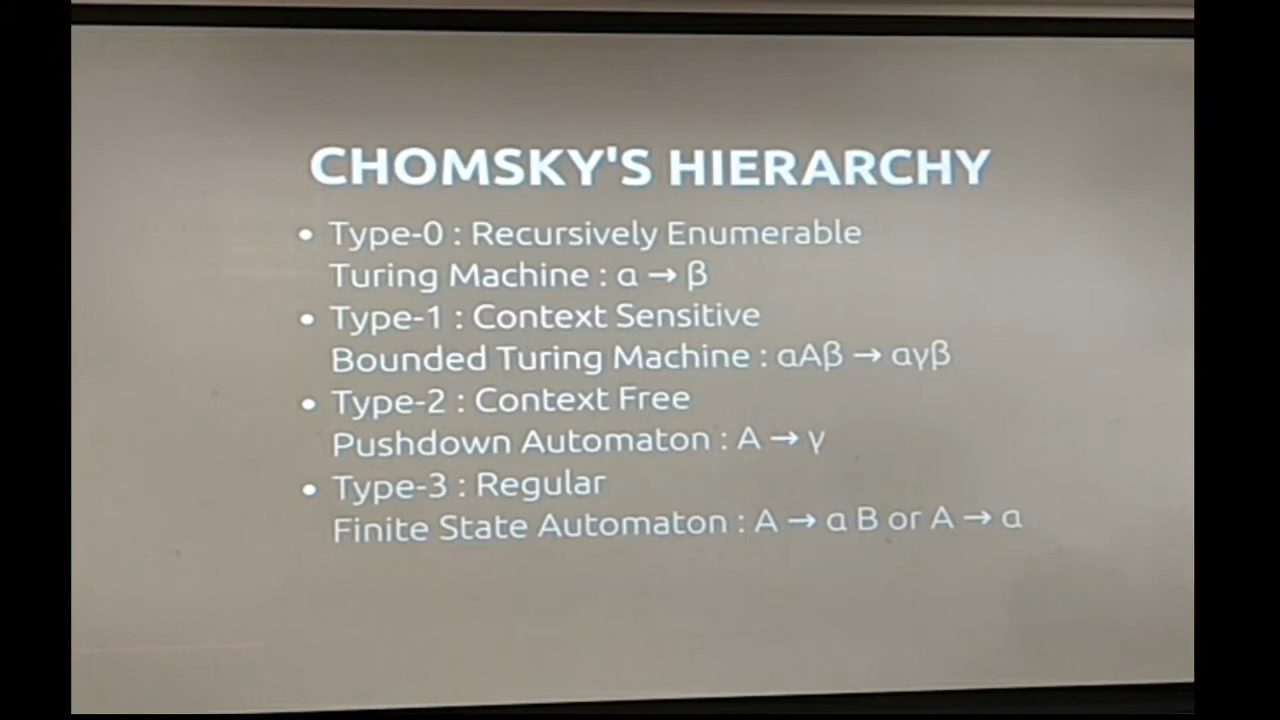 CHOMSKY'S HIERARCHY
• Type-0 : Recursively Enumerable
Turing Machine : α → β
• Type-1 : Context Sensitive
Bounded Turing Machine : αAβ → αγβ
• Type-2 : Context Free
Pushdown Automaton : A → γ
• Type-3 : Regular
Finite State Automaton : A → α B or A → α